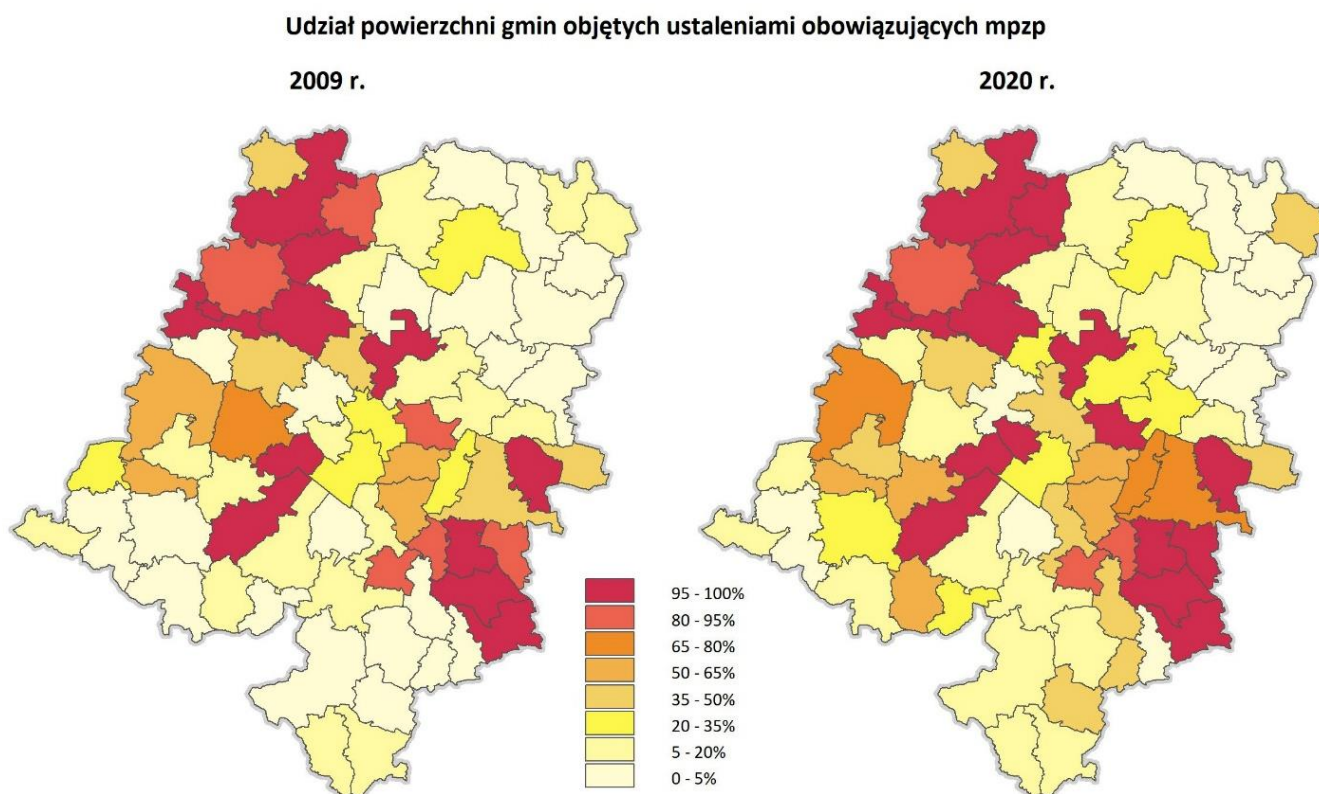 Udział powierzchni gmin objętych ustaleniami obowiązujących mpzp
2009 r.
2020 r.
95 - 100%
80 - 95%
65 - 80%
50 - 65%
35 - 50%
20 - 35%
5 - 20%
0 - 5%